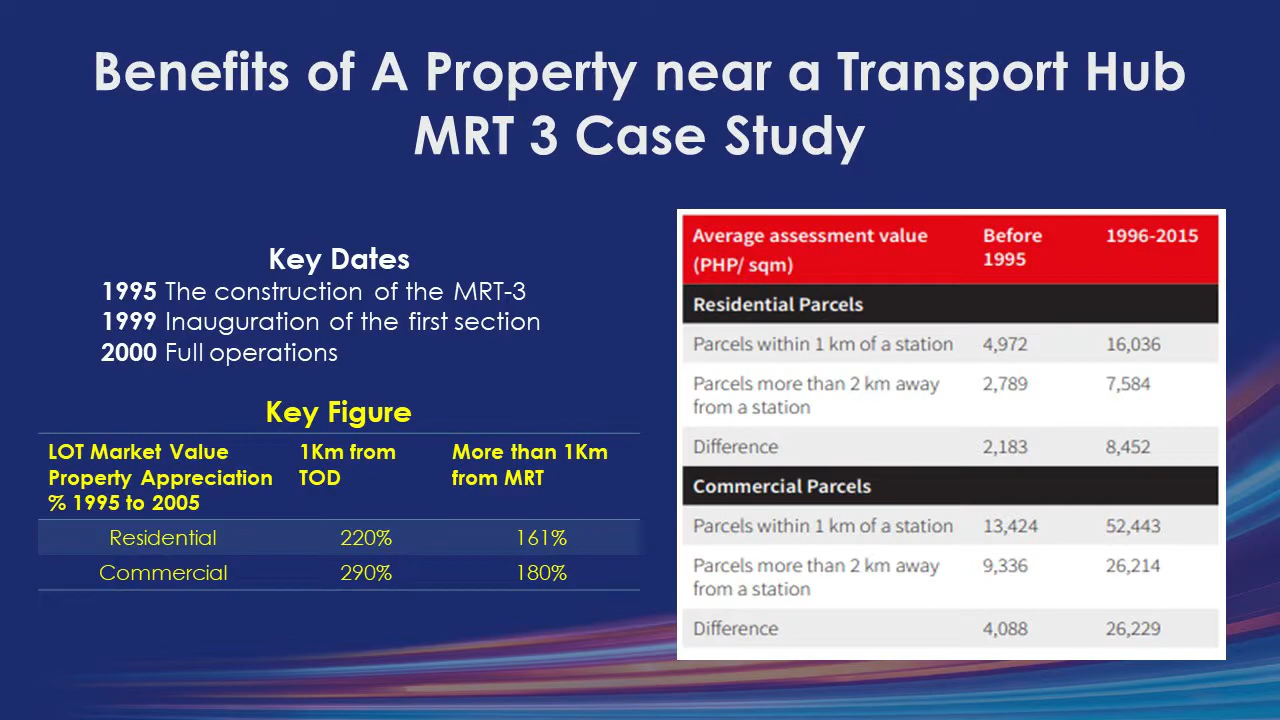 Benefits of A Property near a Transport Hub
MRT 3 Case Study
Key Dates
1995 The construction of the MRT-3
1999 Inauguration of the first section
2000 Full operations
Key Figure
LOT Market Value Property Appreciation % 1995 to 2005 1Km from TOD More than 1Km from MRT
Residential 220% 161%
Commercial 290% 180%
Average assessment value (PHP/ sqm) Before 1995 1996-2015
Residential Parcels
Parcels within 1 km of a station 4,972 16,036
Parcels more than 2 km away from a station 2,789 7,584
Difference 2,183 8,452
Commercial Parcels
Parcels within 1 km of a station 13,424 52,443
Parcels more than 2 km away from a station 9,336 26,214
Difference 4,088 26,229